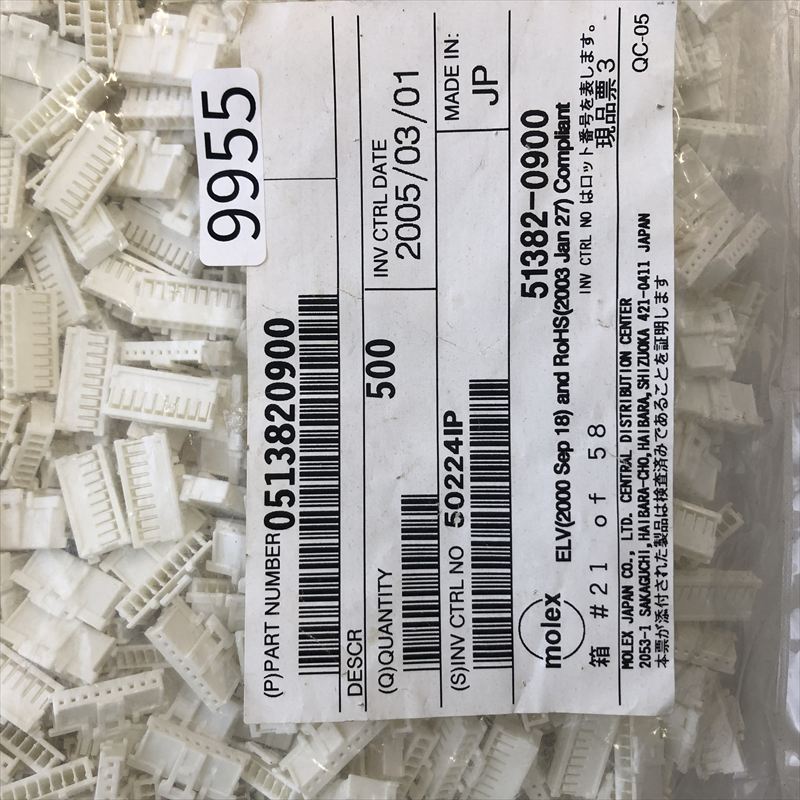 9955
(P)PART NUMBER 0513820900
DESCR
(Q)QUANTITY 500
INV CTRL DATE
2005/03/01
(S)INV CTRL NO 50224IP
MADE IN:
JP
51382-0900
molex
ELV(2000 Sep 18) and RoHS(2003 Jan 27) Compliant
INV CTRL NO はロット番号を表します。
箱 #21 of 58
現品票 3
MOLEX JAPAN CO., LTD. CENTRAL DISTRIBUTION CENTER
2053-1 SAKAGUCHI,HAIBARA-CHO,HAIBARA,SHIZUOKA 421-0411 JAPAN
本票が添付された製品は検査済みであることを証明します
QC-05